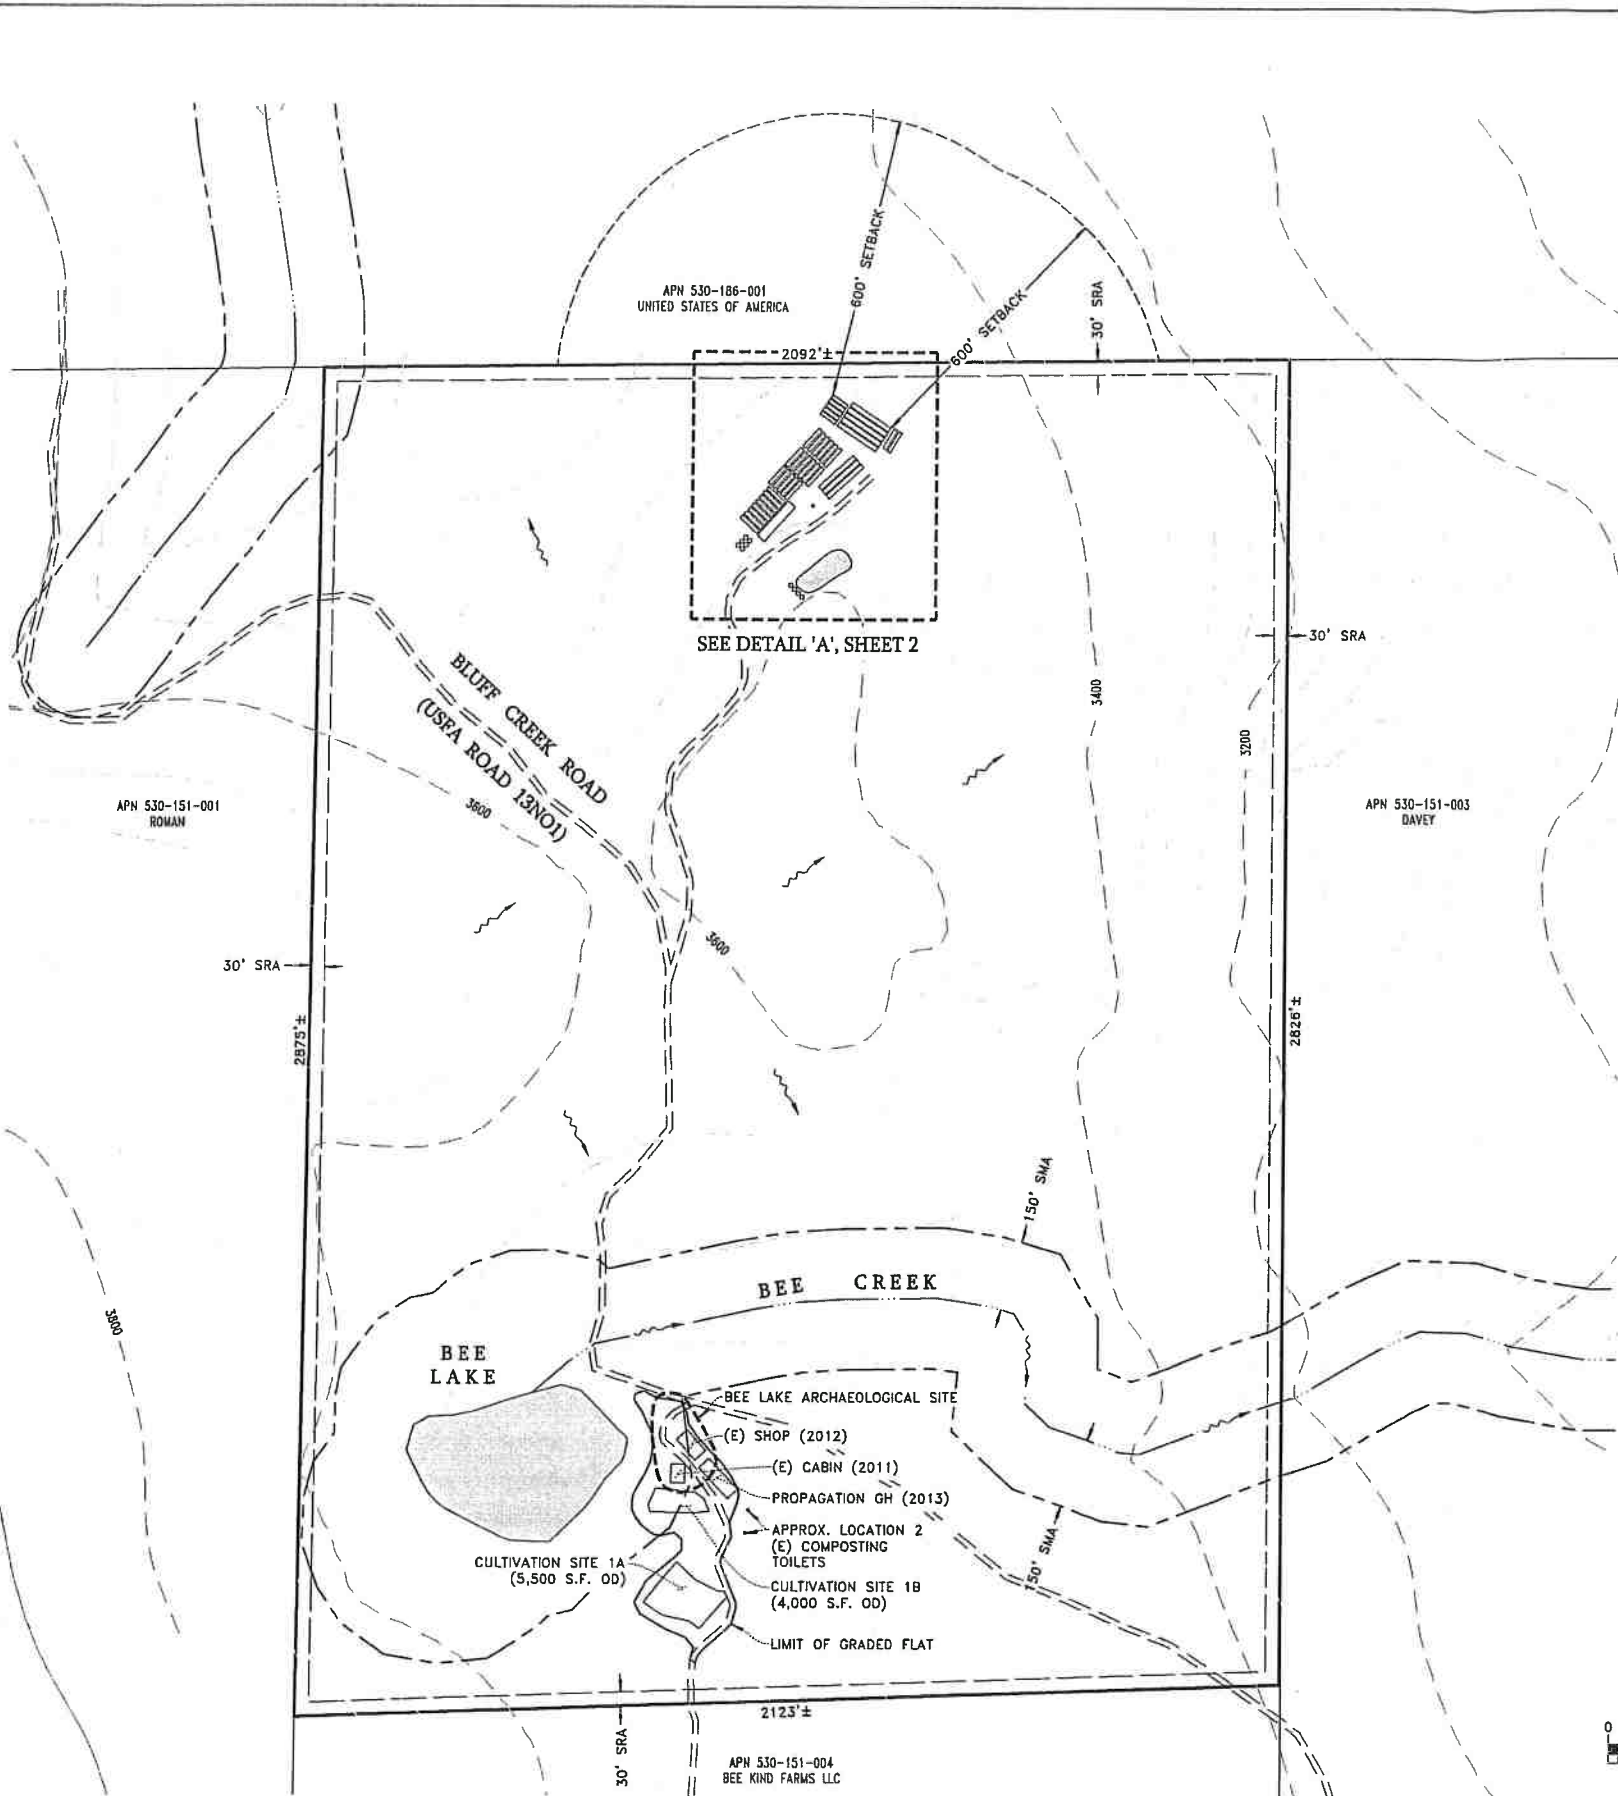 APN 530-186-001
UNITED STATES OF AMERICA
600' SETBACK
600' SETBACK
30' SRA
2092'±
SEE DETAIL 'A', SHEET 2
30' SRA
BLUFF CREEK ROAD
(USFA ROAD 13NO1)
3400
3200
APN 530-151-001
ROMAN
3600
APN 530-151-003
DAVEY
3600
30' SRA
2875'±
2826'±
150' SMA
BEE CREEK
3800
BEE
LAKE
BEE LAKE ARCHAEOLOGICAL SITE
(E) SHOP (2012)
(E) CABIN (2011)
PROPAGATION GH (2013)
APPROX. LOCATION 2
(E) COMPOSTING
TOILETS
150' SMA
CULTIVATION SITE 1A
(5,500 S.F. OD)
CULTIVATION SITE 1B
(4,000 S.F. OD)
LIMIT OF GRADED FLAT
2123'±
30' SRA
APN 530-151-004
BEE KIND FARMS LLC
0